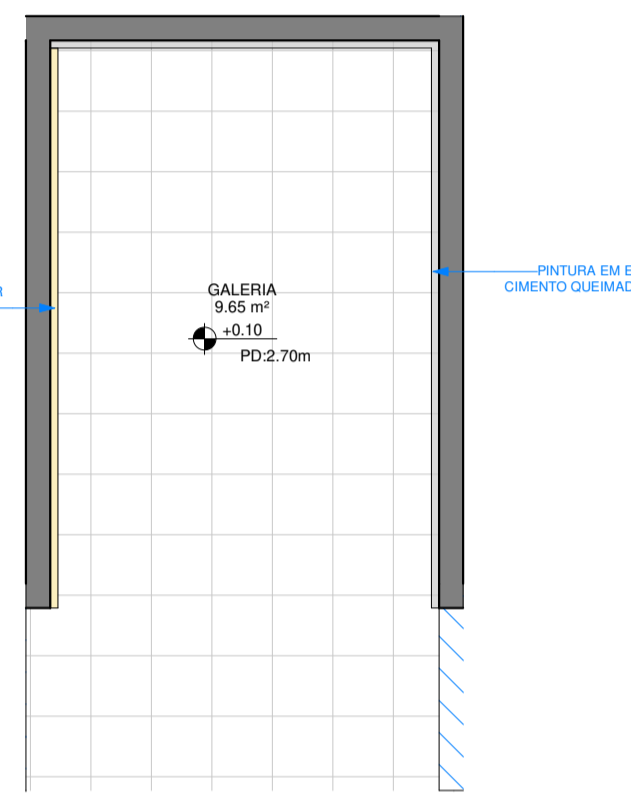 GALERIA
9.65 m²
+0.10
PD:2.70m
PINTURA EM E
CIMENTO QUEIMAD
R